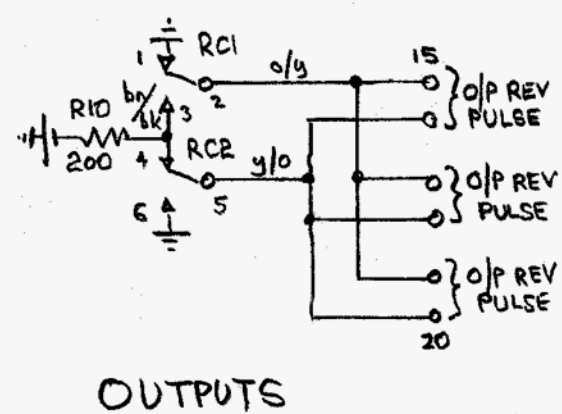 1 RC1
o/y
15
2
O/P REV
PULSE
R10
br/bk
3
200
4
RC2
y/o
5
6
O/P REV
PULSE
O/P REV
PULSE
20
OUTPUTS